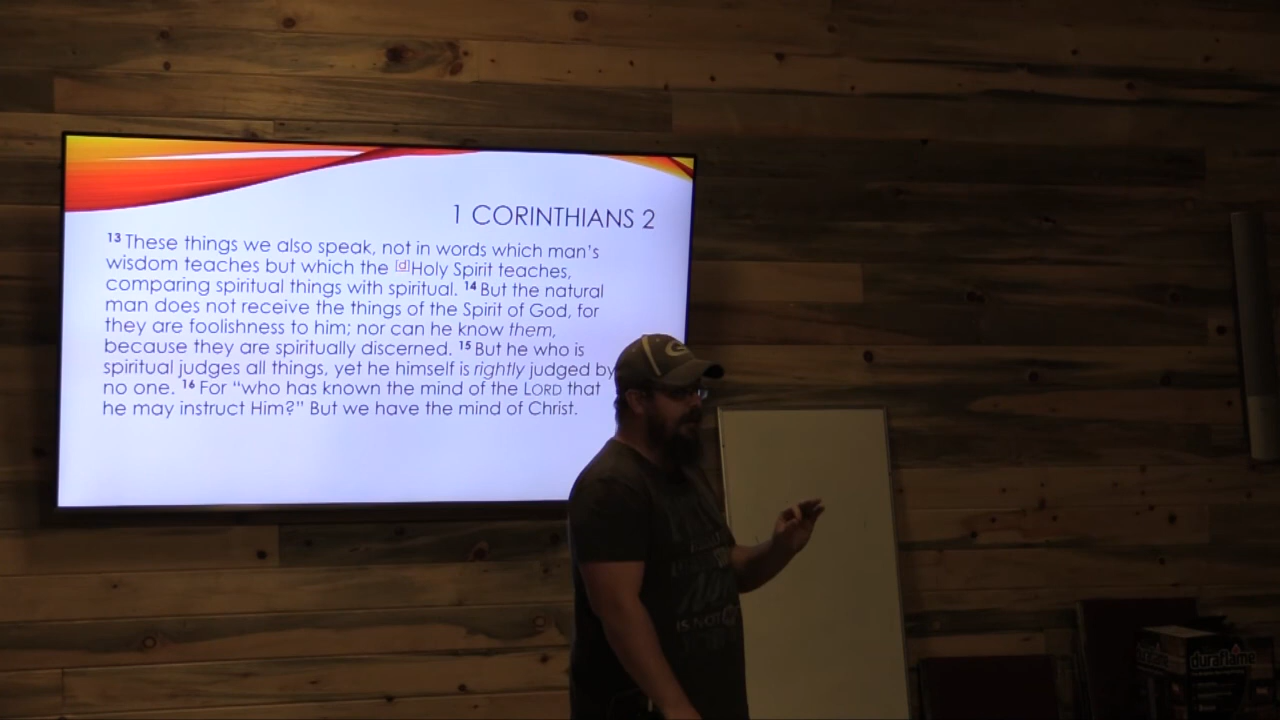 1 CORINTHIANS 2
13 These things we also speak, not in words which man's
wisdom teaches but which the [d]Holy Spirit teaches,
comparing spiritual things with spiritual. 14 But the natural
man does not receive the things of the Spirit of God, for
they are foolishness to him; nor can he know them,
because they are spiritually discerned. 15 But he who is
spiritual judges all things, yet he himself is rightly judged by
no one. 16 For “who has known the mind of the LORD that
he may instruct Him?” But we have the mind of Christ.
G
IS NOT
duraflame